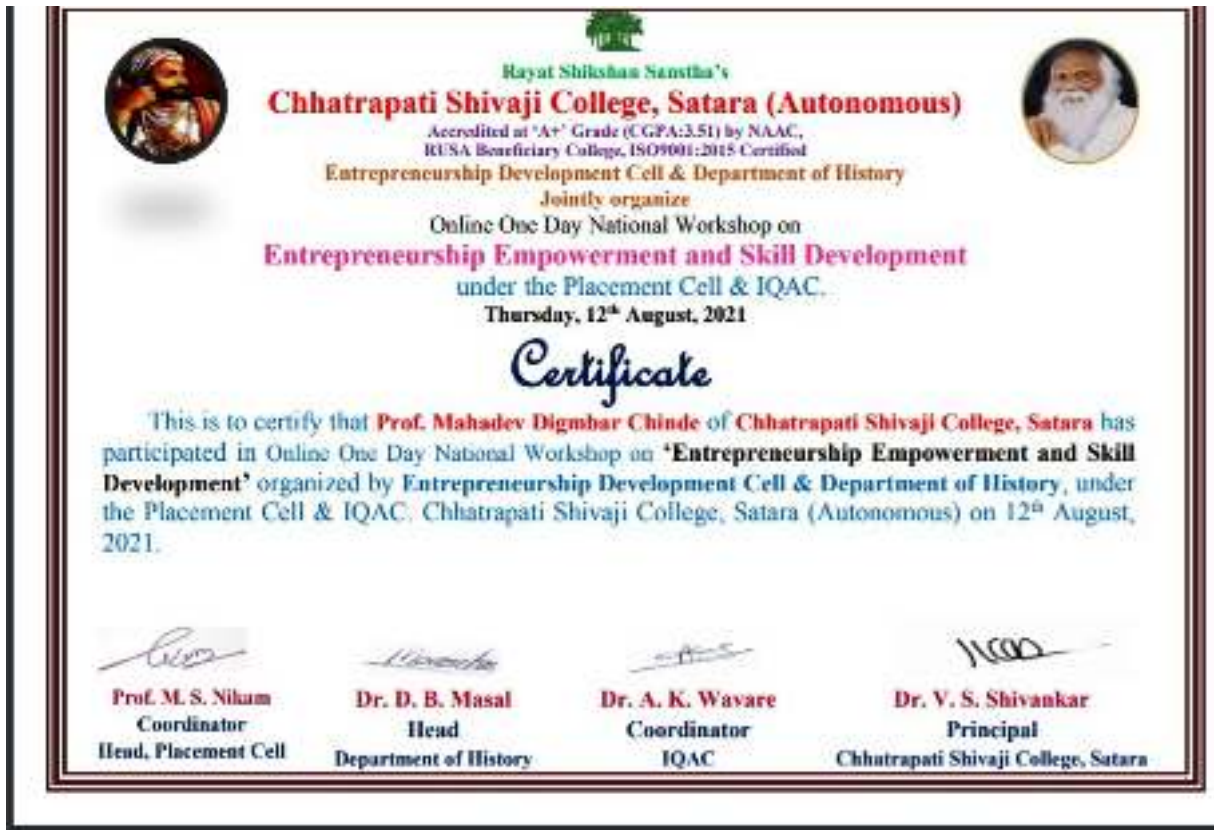 Rayat Shikshan Sanstha's
Chhatrapati Shivaji College, Satara (Autonomous)
Accredited at 'A+' Grade (CGPA:3.51) by NAAC,
RUSA Beneficiary College, ISO9001:2015 Certified
Entrepreneurship Development Cell & Department of History
Jointly organize
Online One Day National Workshop on
Entrepreneurship Empowerment and Skill Development
under the Placement Cell & IQAC.
Thursday, 12th August, 2021
Certificate
This is to certify that Prof. Mahadev Digmbar Chinde of Chhatrapati Shivaji College, Satara has
participated in Online One Day National Workshop on 'Entrepreneurship Empowerment and Skill
Development' organized by Entrepreneurship Development Cell & Department of History, under
the Placement Cell & IQAC. Chhatrapati Shivaji College, Satara (Autonomous) on 12th August,
2021.
Prof. M. S. Nikam
Coordinator
Head, Placement Cell
Dr. D. B. Masal
Head
Department of History
Dr. A. K. Wavare
Coordinator
IQAC
Dr. V. S. Shivankar
Principal
Chhatrapati Shivaji College, Satara